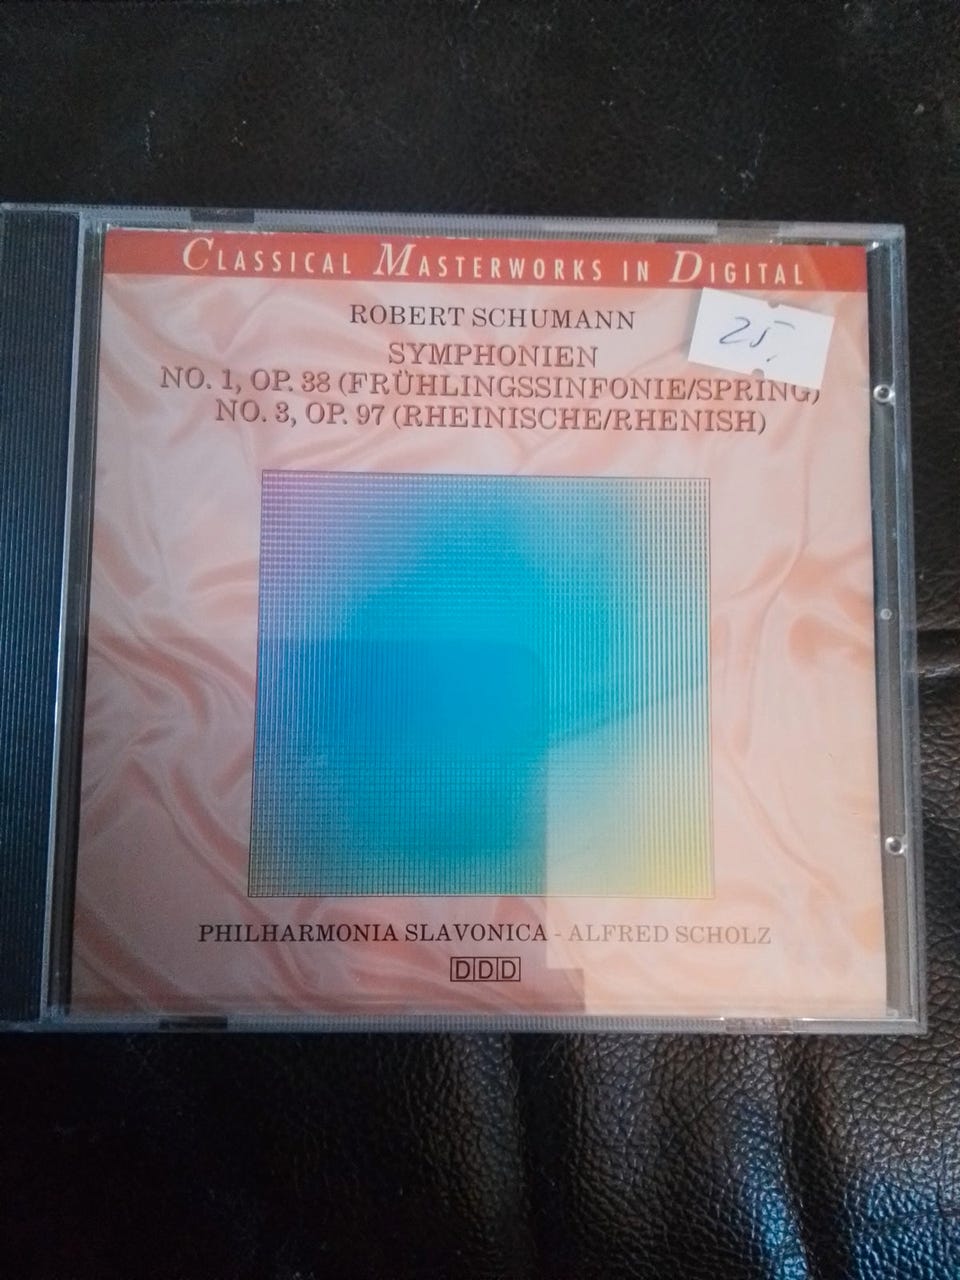 CLASSICAL MASTERWORKS IN DIGITAL
25.
ROBERT SCHUMANN
SYMPHONIEN
NO. 1, OP. 38 (FRÜHLINGSSINFONIE/SPRING)
NO. 3, OP. 97 (RHEINISCHE/RHENISH)
PHILHARMONIA SLAVONICA - ALFRED SCHOLZ
DDD